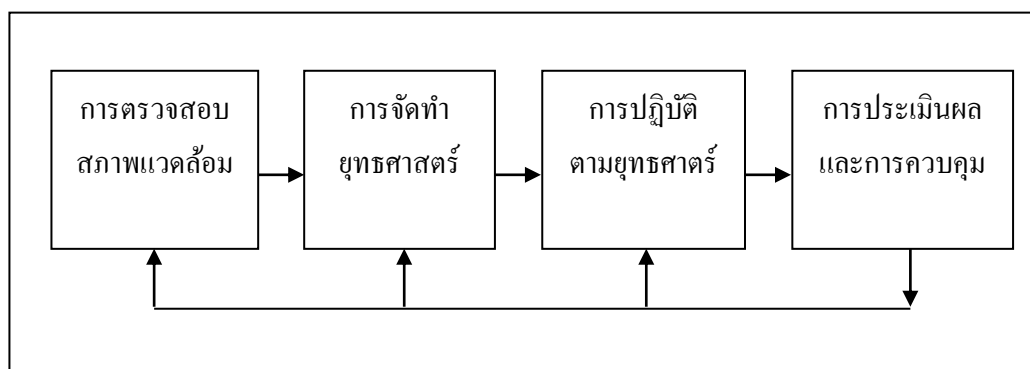 การตรวจสอบ
สภาพแวดล้อม
การจัดทำ
ยุทธศาสตร์
การปฏิบัติ
ตามยุทธศาตร์
การประเมินผล
และการควบคุม